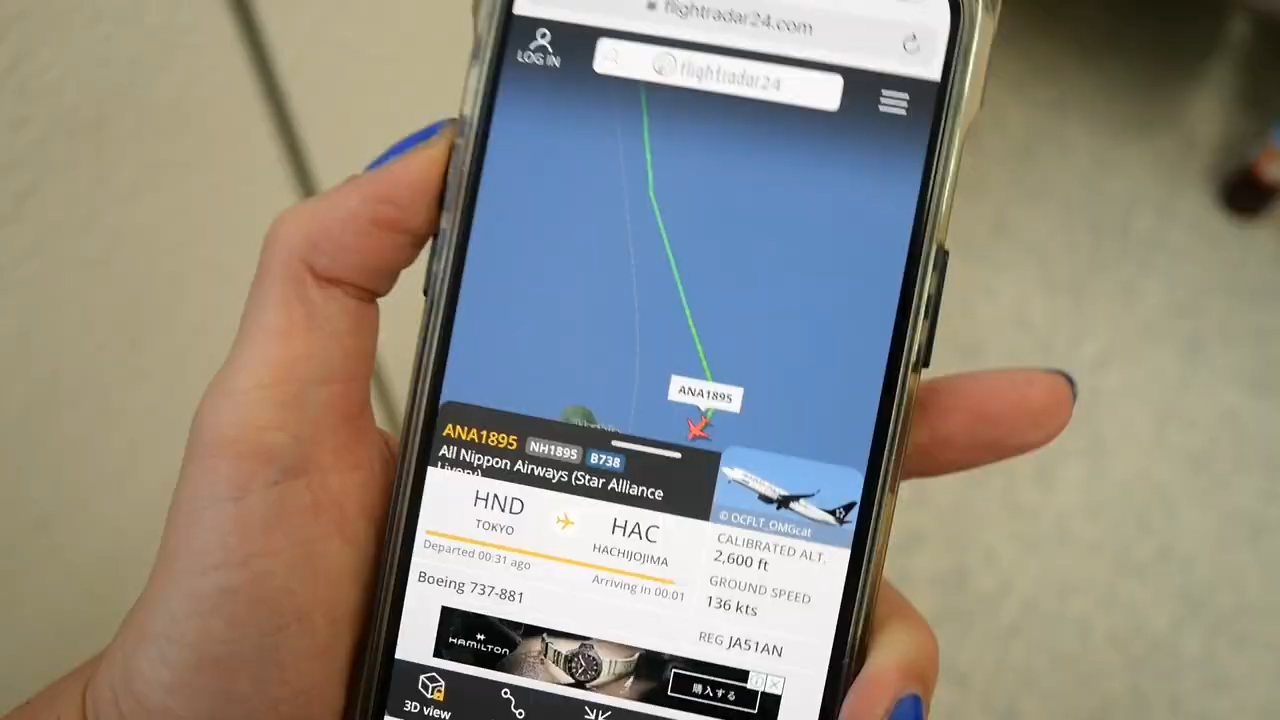 flightradar24.com
LOG IN
flightradar24
ANA1895
ANA1895 NH1895 B738
All Nippon Airways (Star Alliance
Livery)
© OCFLT_OMGcat
HND
TOKYO
HAC
HACHIJOJIMA
Departed 00:31 ago
Arriving in 00:01
CALIBRATED ALT.
2,600 ft
GROUND SPEED
136 kts
Boeing 737-881
REG JA51AN
HAMILTON
購入する
3D view